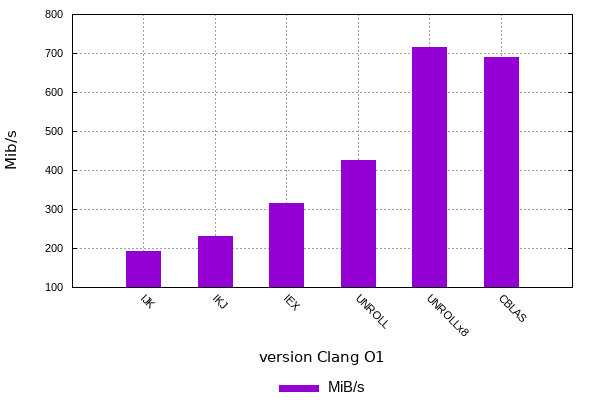 800
700
600
500
400
300
200
100
Mib/s
IJK
IKJ
IEX
UNROLL
UNROLLx8
CBLAS
version Clang O1
MiB/s